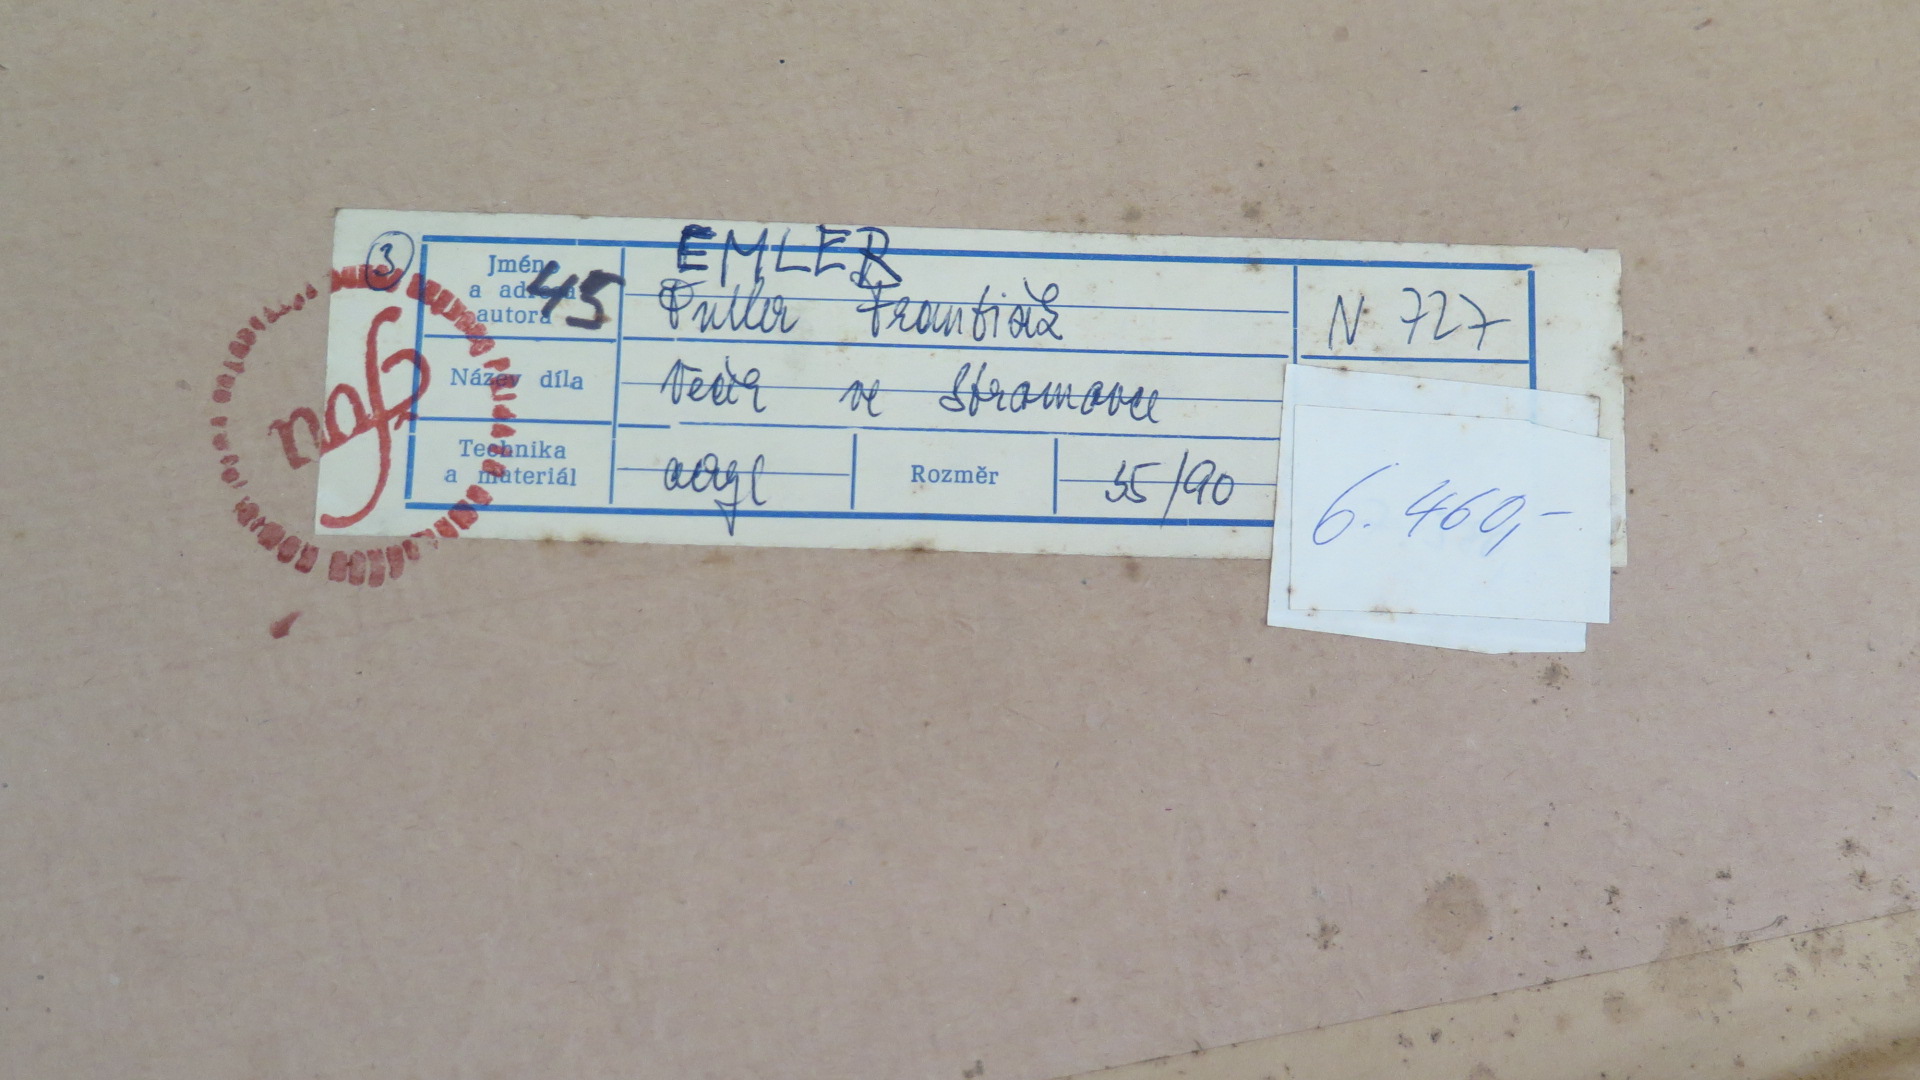 3
Jméno
a adresa
autora
45
EMLER
František
N 727
Název díla
Večer ve Stromovce
Technika
a materiál
akryl
Rozměr
55/90
6.460,-